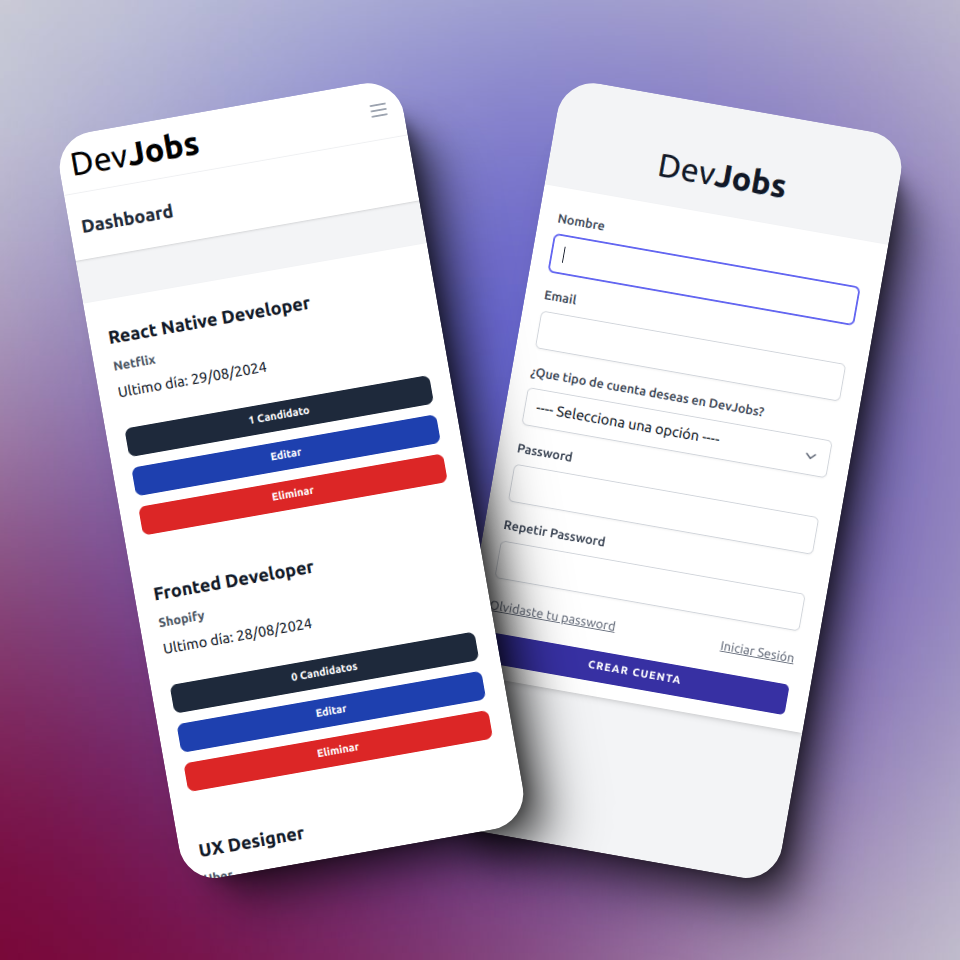 DevJobs
Dashboard
React Native Developer
Netflix
Ultimo día: 29/08/2024
1 Candidato
Editar
Eliminar
Fronted Developer
Shopify
Ultimo día: 28/08/2024
0 Candidatos
Editar
Eliminar
UX Designer
DevJobs
Nombre
Email
¿Que tipo de cuenta deseas en DevJobs?
---- Selecciona una opción ----
Password
Repetir Password
Olvidaste tu password
Iniciar Sesión
CREAR CUENTA